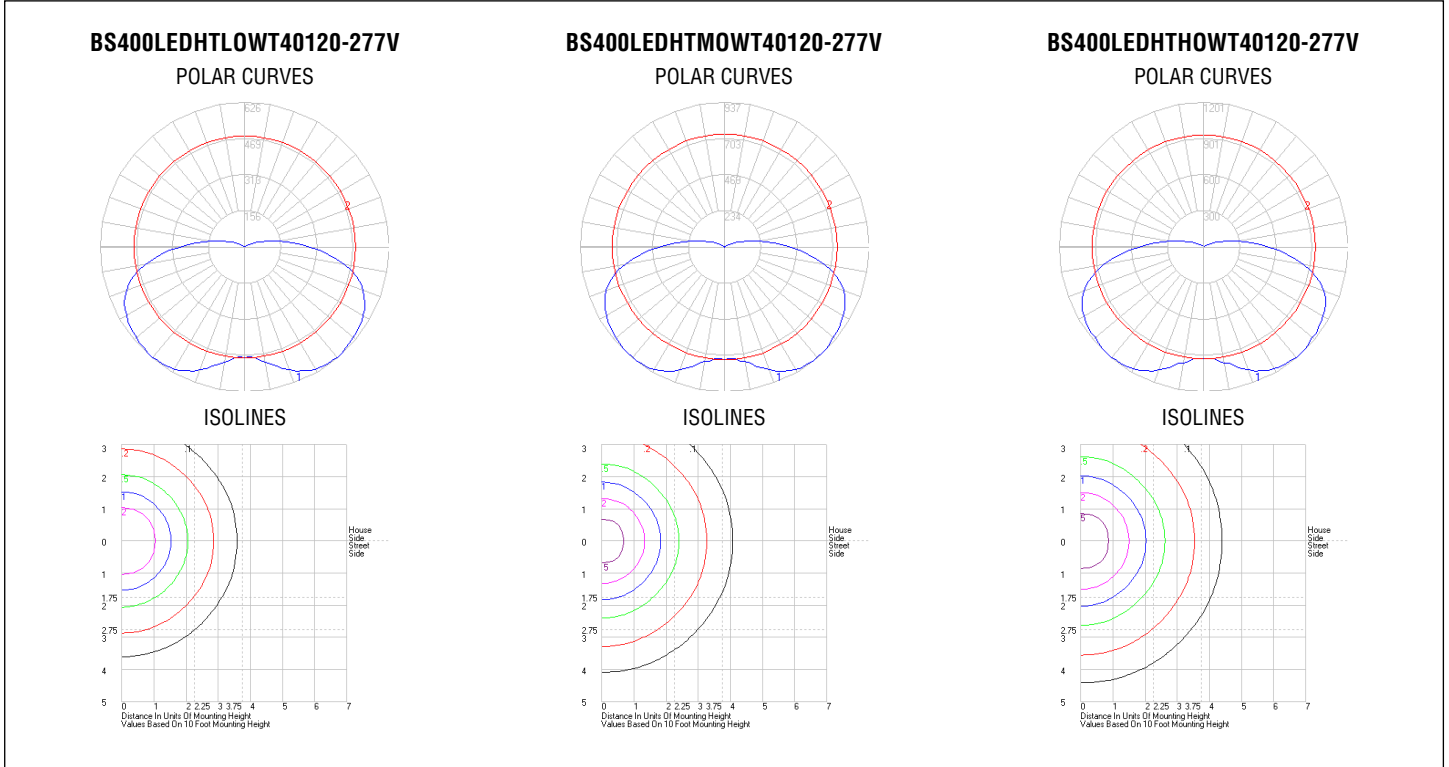 BS400LEDHTLOWT40120-277V
POLAR CURVES
626
469
313
156
2
1
ISOLINES
3
.1
.2
2
.5
1
1
2
0
1
1.75
2
2.75
3
4
5
House
Side
Street
Side
0 1 2 2.25 3 3.75 4 5 6 7
Distance In Units Of Mounting Height
Values Based On 10 Foot Mounting Height
BS400LEDHTMOWT40120-277V
POLAR CURVES
937
703
468
234
2
1
ISOLINES
3
.2
.1
.5
2
1
2
1
0
5
1
1.75
2
2.75
3
4
5
House
Side
Street
Side
0 1 2 2.25 3 3.75 4 5 6 7
Distance In Units Of Mounting Height
Values Based On 10 Foot Mounting Height
BS400LEDHTHOWT40120-277V
POLAR CURVES
1201
901
600
300
2
1
ISOLINES
3
.2
.1
.5
2
1
2
1
5
0
1
1.75
2
2.75
3
4
5
House
Side
Street
Side
0 1 2 2.25 3 3.75 4 5 6 7
Distance In Units Of Mounting Height
Values Based On 10 Foot Mounting Height